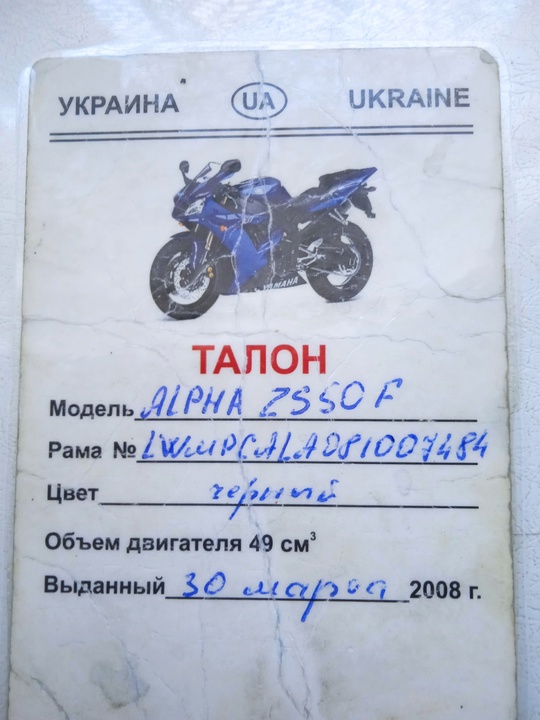 УКРАИНА UA UKRAINE
YAMAHA
ТАЛОН
Модель ALPHA ZS50F
Рама № LWMPCALA081007484
Цвет черный
Объем двигателя 49 см³
Выданный 30 марта 2008 г.